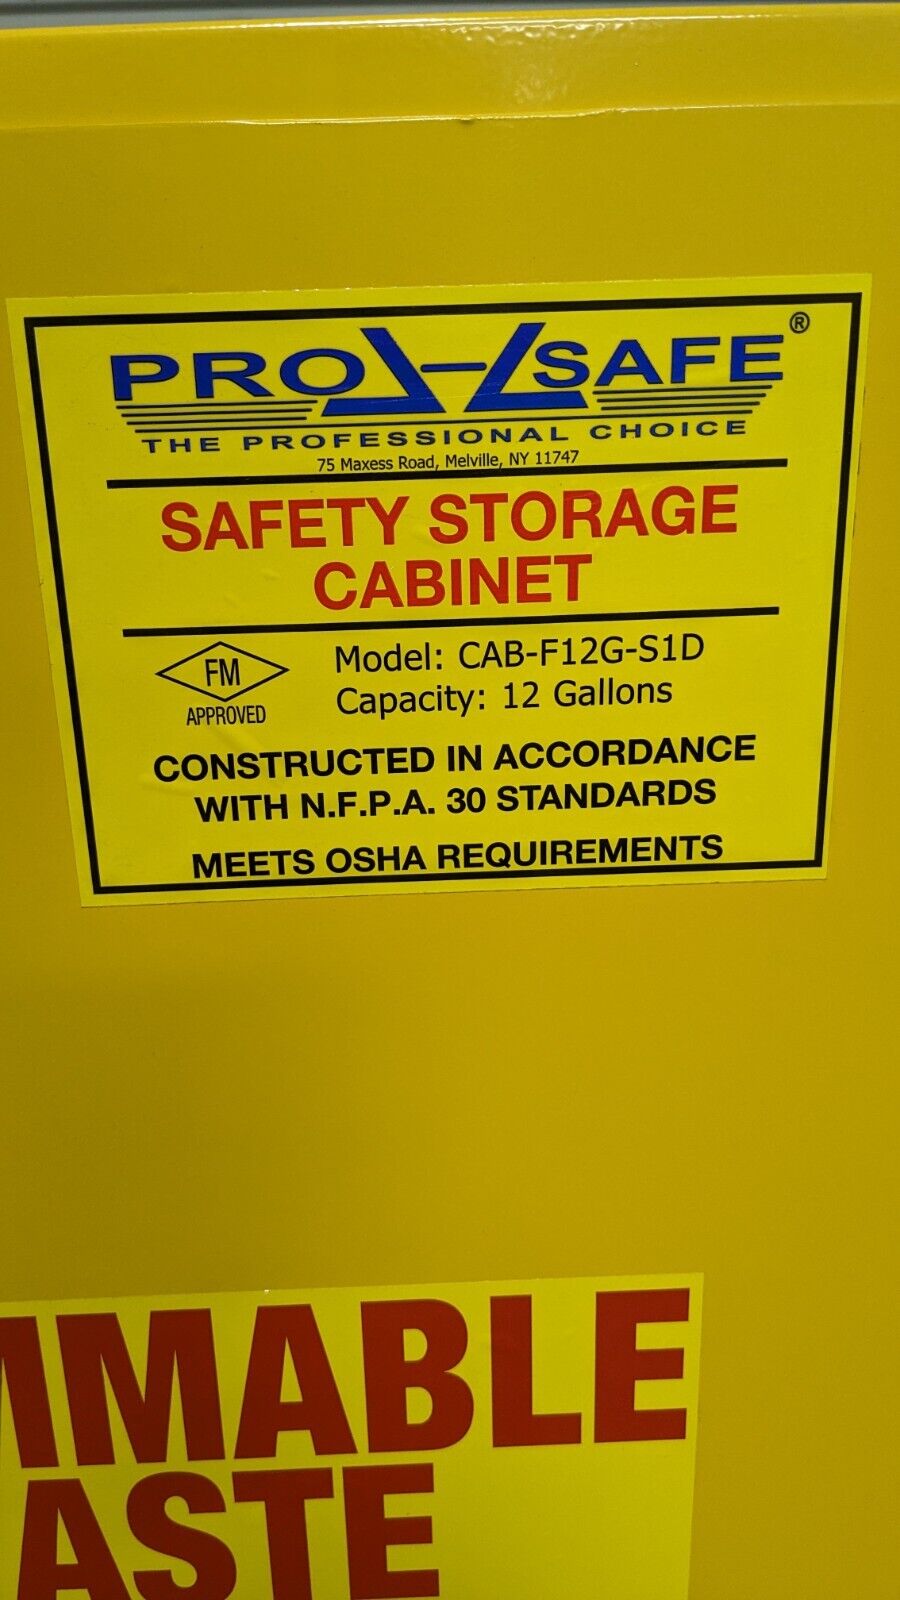 PRO SAFE®
THE PROFESSIONAL CHOICE
75 Maxess Road, Melville, NY 11747
SAFETY STORAGE
CABINET
FM
APPROVED
Model: CAB-F12G-S1D
Capacity: 12 Gallons
CONSTRUCTED IN ACCORDANCE
WITH N.F.P.A. 30 STANDARDS
MEETS OSHA REQUIREMENTS
MMABLE
ASTE